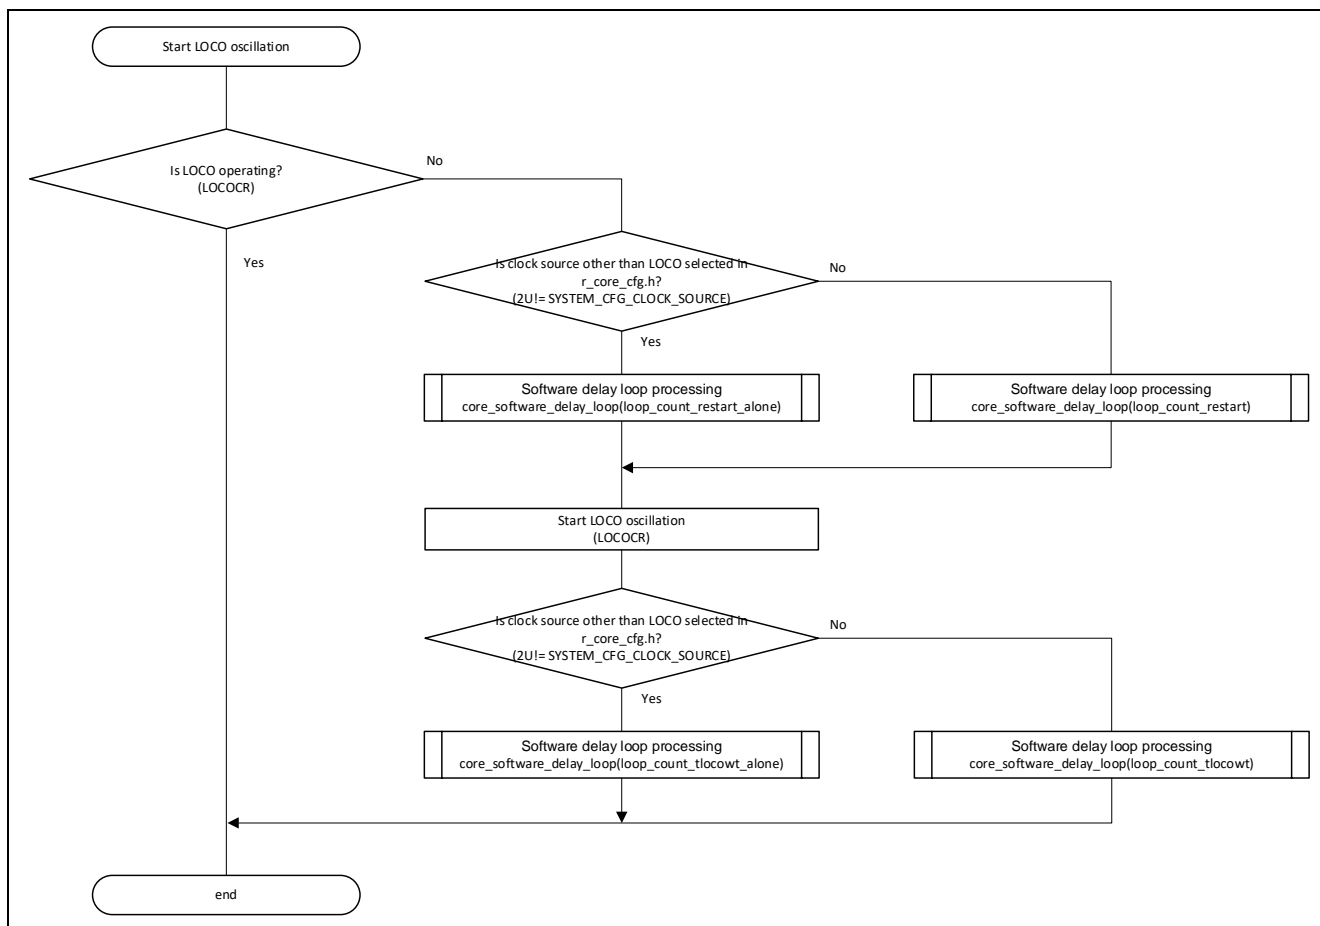 Start LOCO oscillation
Is LOCO operating?
(LOCOCR)
No
Yes
Is clock source other than LOCO selected in
r_core_cfg.h?
(2U!= SYSTEM_CFG_CLOCK_SOURCE)
No
Yes
Software delay loop processing
core_software_delay_loop(loop_count_restart_alone)
Software delay loop processing
core_software_delay_loop(loop_count_restart)
Start LOCO oscillation
(LOCOCR)
Is clock source other than LOCO selected in
r_core_cfg.h?
(2U!= SYSTEM_CFG_CLOCK_SOURCE)
No
Yes
Software delay loop processing
core_software_delay_loop(loop_count_tlocowt_alone)
Software delay loop processing
core_software_delay_loop(loop_count_tlocowt)
end